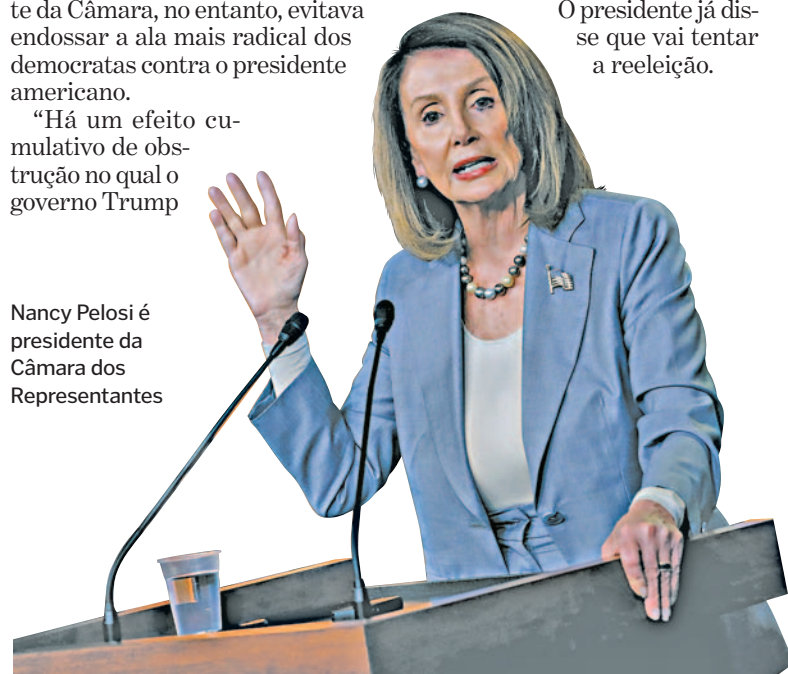 te da Câmara, no entanto, evitava
endossar a ala mais radical dos
democratas contra o presidente
americano.
“Há um efeito cu-
mulativo de obs-
trução no qual o
governo Trump
O presidente já dis-
se que vai tentar
a reeleição.
Nancy Pelosi é
presidente da
Câmara dos
Representantes